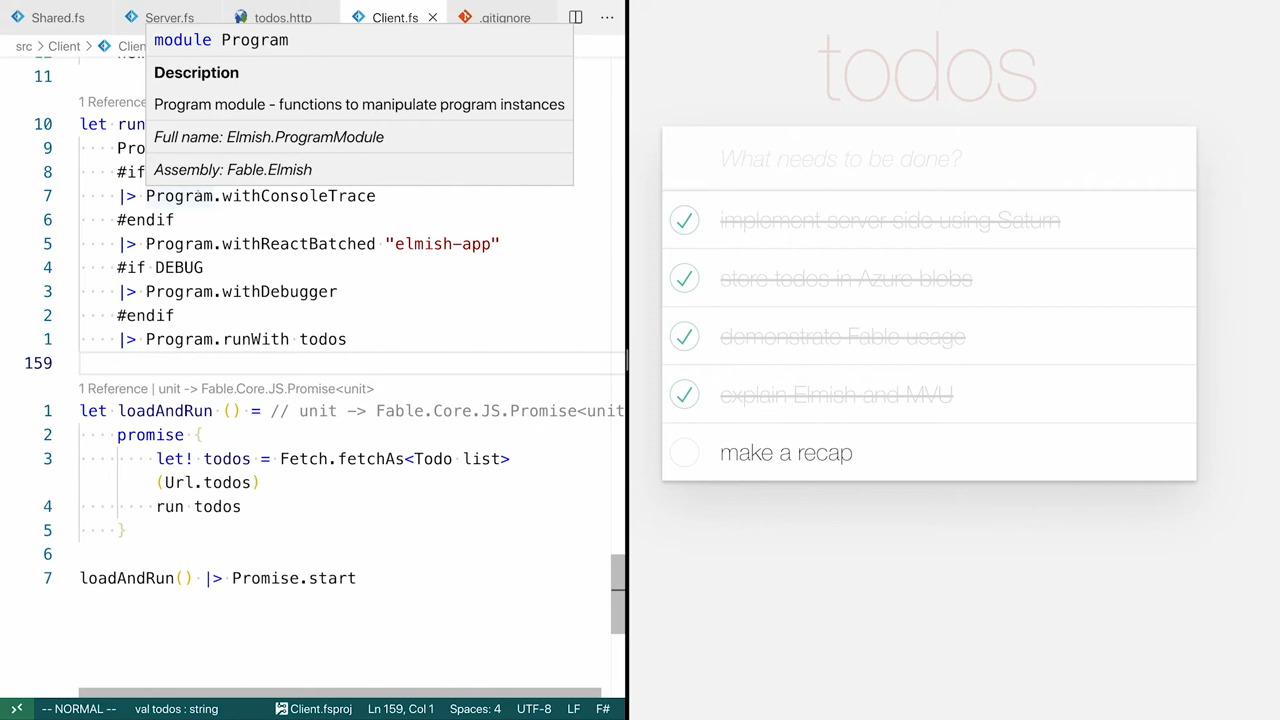 Shared.fs Server.fs todos.http Client.fs .gitignore
src > Client >
module Program
Description
Program module - functions to manipulate program instances
Full name: Elmish.ProgramModule
Assembly: Fable.Elmish
11
1 Reference
10 let run
9
8 #if
7 |> Program.withConsoleTrace
6 #endif
5 |> Program.withReactBatched "elmish-app"
4 #if DEBUG
3 |> Program.withDebugger
2 #endif
1 |> Program.runWith todos
159
1 Reference | unit -> Fable.Core.JS.Promise<unit>
1 let loadAndRun () = // unit -> Fable.Core.JS.Promise<unit
2 promise {
3 let! todos = Fetch.fetchAs<Todo list>
(Url.todos)
4 run todos
5 }
6
7 loadAndRun() |> Promise.start
-- NORMAL -- val todos : string Client.fsproj Ln 159, Col 1 Spaces: 4 UTF-8 LF F#
todos
What needs to be done?
implement server side using Saturn
store todos in Azure blobs
demonstrate Fable usage
explain Elmish and MVU
make a recap